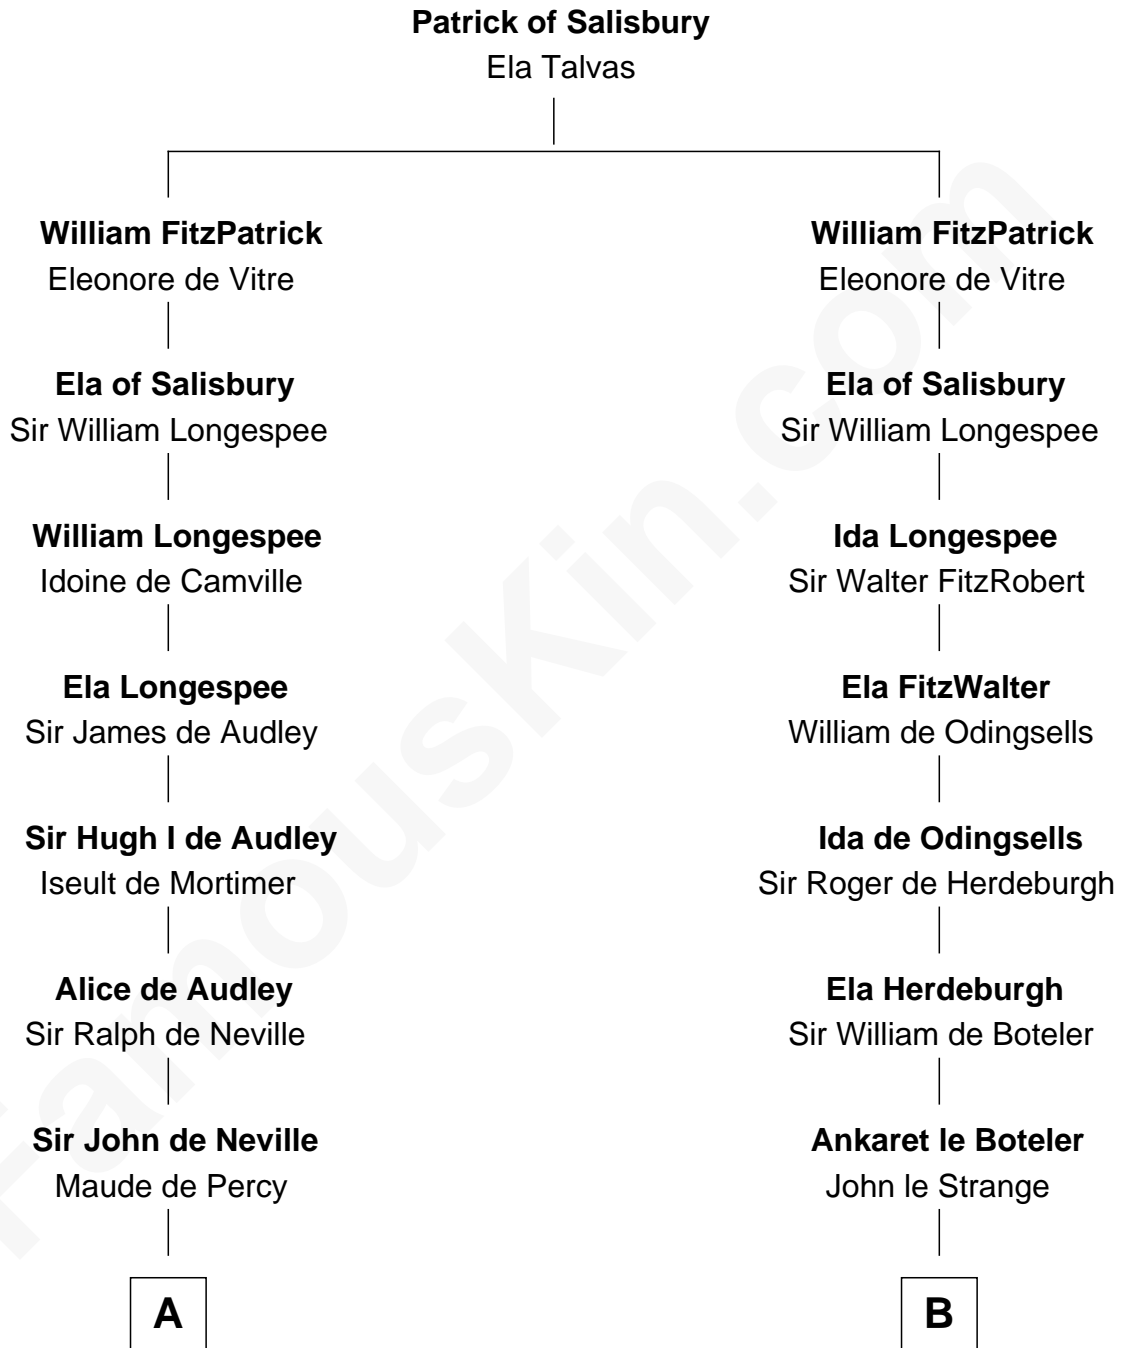 Patrick of Salisbury
Ela Talvas
William FitzPatrick
Eleonore de Vitre
Ela of Salisbury
Sir William Longespee
William Longespee
Idoine de Camville
Ela Longespee
Sir James de Audley
Sir Hugh I de Audley
Iseult de Mortimer
Alice de Audley
Sir Ralph de Neville
Sir John de Neville
Maude de Percy
A
William FitzPatrick
Eleonore de Vitre
Ela of Salisbury
Sir William Longespee
Ida Longespee
Sir Walter FitzRobert
Ela FitzWalter
William de Odingsells
Ida de Odingsells
Sir Roger de Herdeburgh
Ela Herdeburgh
Sir William de Boteler
Ankaret le Boteler
John le Strange
B
FamousKin.com